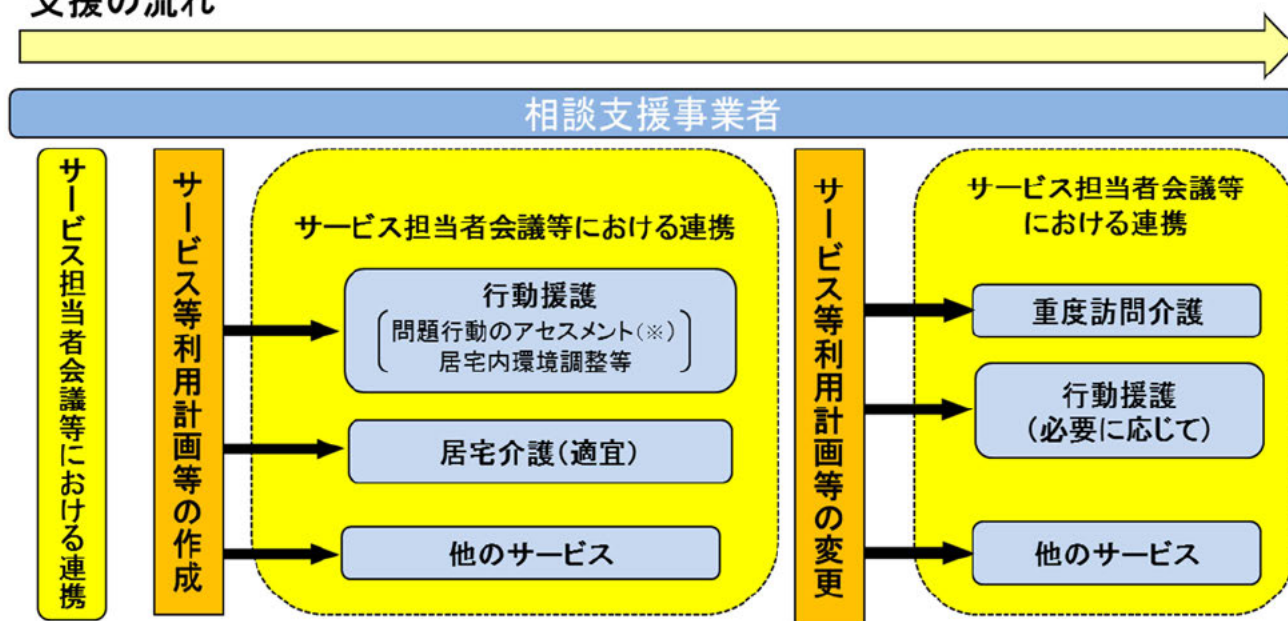 支援の流れ
相談支援事業者
サービス担当者会議等における連携
サービス等利用計画等の作成
サービス担当者会議等における連携
行動援護
問題行動のアセスメント(※)
居宅内環境調整等
居宅介護(適宜)
他のサービス
サービス等利用計画等の変更
サービス担当者会議等
における連携
重度訪問介護
行動援護
(必要に応じて)
他のサービス